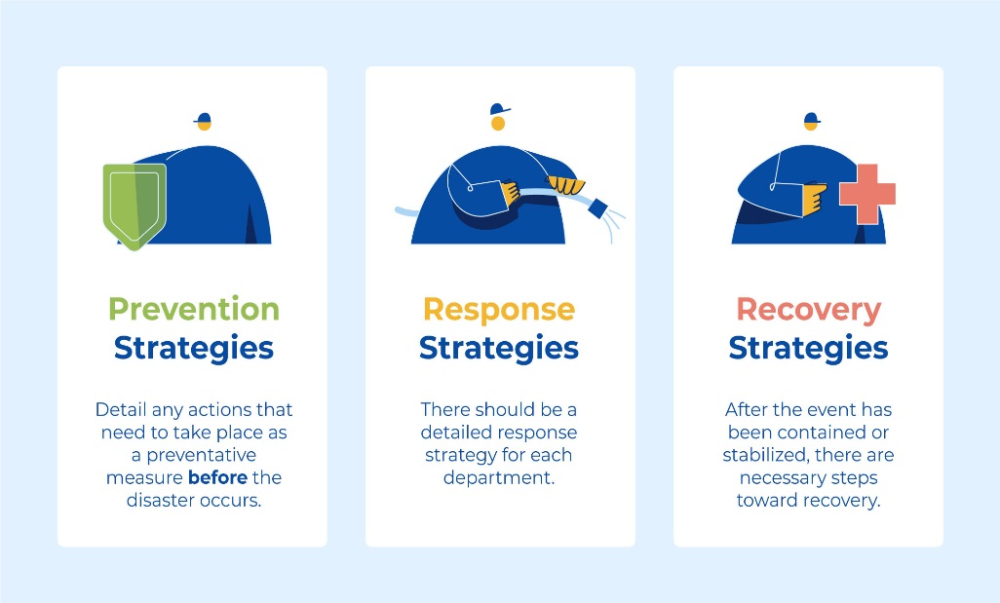 Prevention
Strategies
Detail any actions that
need to take place as
a preventative
measure before the
disaster occurs.
Response
Strategies
There should be a
detailed response
strategy for each
department.
Recovery
Strategies
After the event has
been contained or
stabilized, there are
necessary steps
toward recovery.